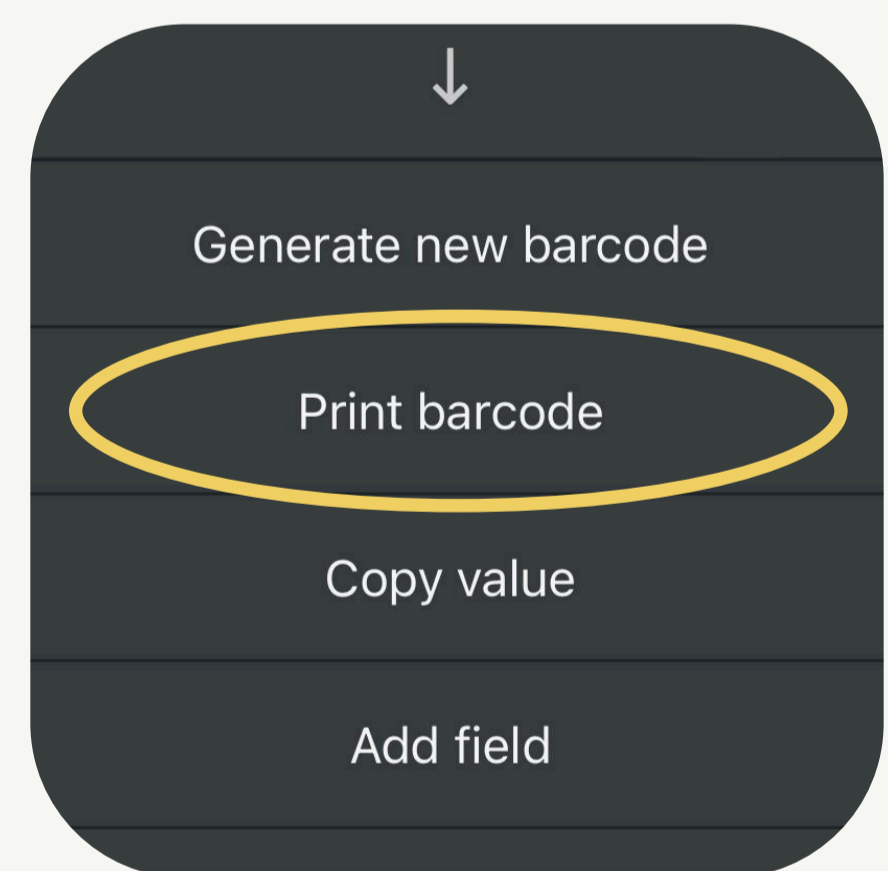 Generate new barcode
Print barcode
Copy value
Add field